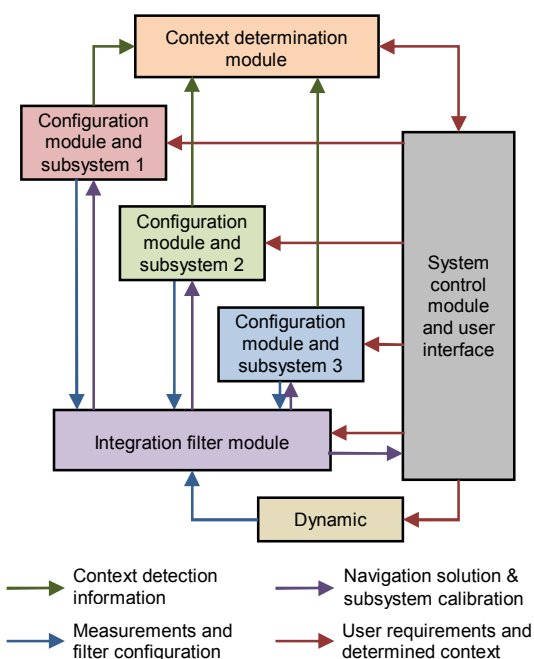 Context determination
module
Configuration
module and
subsystem 1
Configuration
module and
subsystem 2
Configuration
module and
subsystem 3
System
control
module
and user
interface
Integration filter module
Dynamic
Context detection
information
Navigation solution &
subsystem calibration
Measurements and
filter configuration
User requirements and
determined context